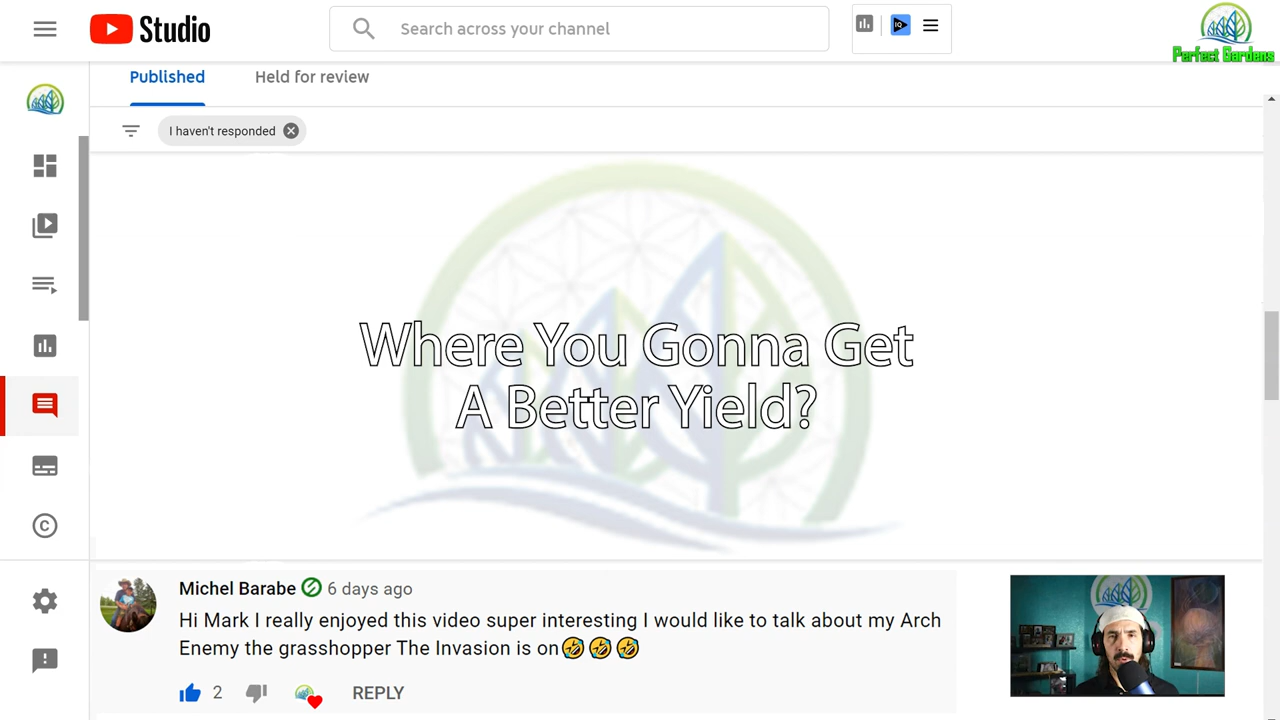 Studio
Search across your channel
IQ
Perfect Gardens
Published
Held for review
I haven't responded
Where You Gonna Get
A Better Yield?
Michel Barabe 6 days ago
Hi Mark I really enjoyed this video super interesting I would like to talk about my Arch
Enemy the grasshopper The Invasion is on🤣🤣🤣
2
REPLY